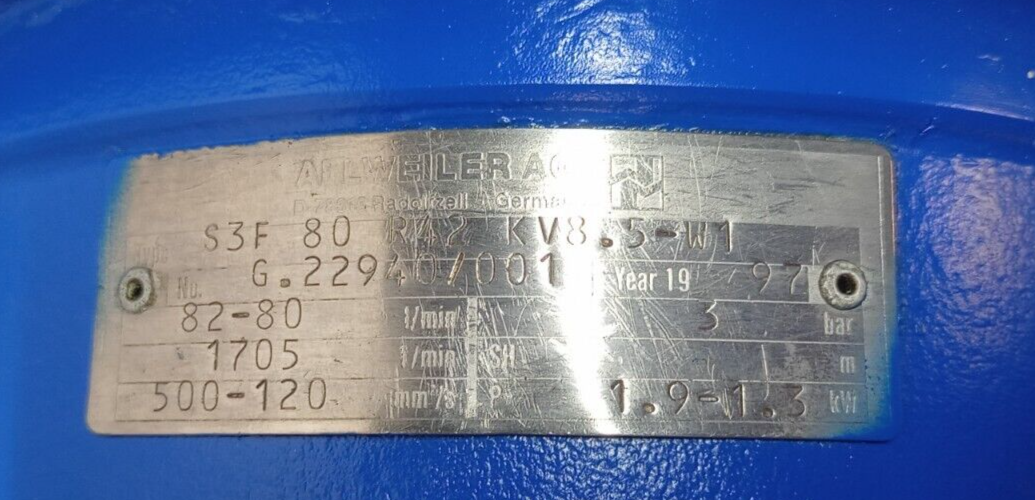 ALLWEILER AG
Radolfzell Germany
S3F 80 R42 KV8.5-W1
No. G.22940/001 Year 19 97
82-80 l/min 3 bar
1705 1/min SH m
500-120 mm²/s P 1.9-1.3 kW